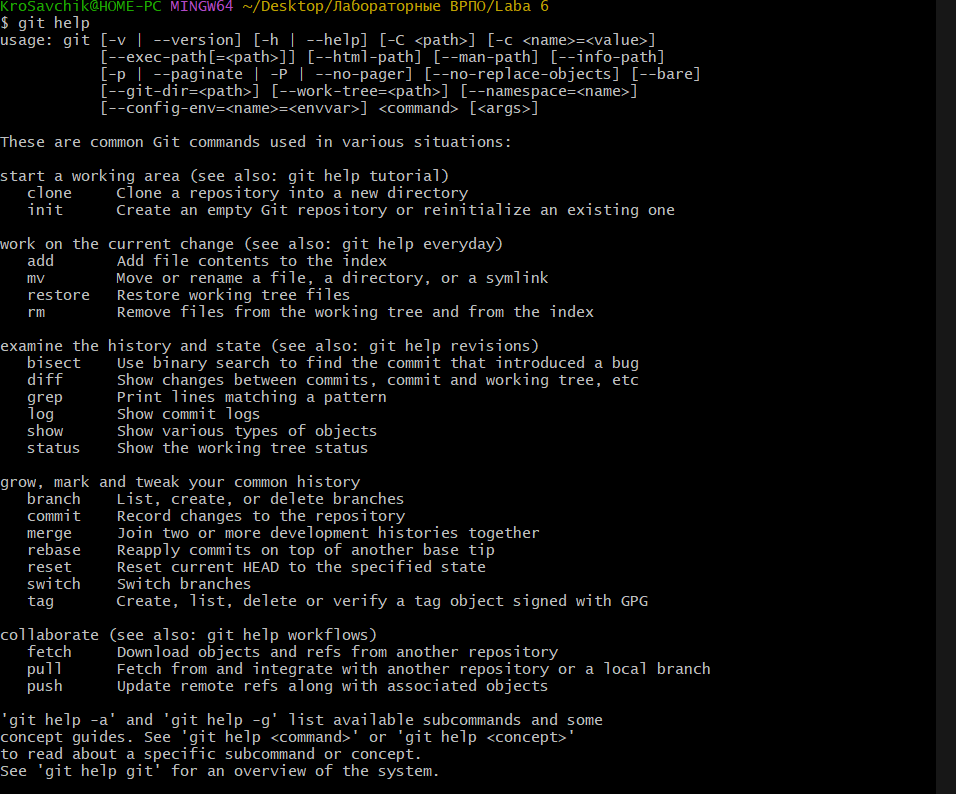 KroSavchik@HOME-PC MINGW64 ~/Desktop/Лабораторные ВРПО/Laba 6
$ git help
usage: git [-v | --version] [-h | --help] [-C <path>] [-c <name>=<value>]
           [--exec-path[=<path>]] [--html-path] [--man-path] [--info-path]
           [-p | --paginate | -P | --no-pager] [--no-replace-objects] [--bare]
           [--git-dir=<path>] [--work-tree=<path>] [--namespace=<name>]
           [--config-env=<name>=<envvar>] <command> [<args>]

These are common Git commands used in various situations:

start a working area (see also: git help tutorial)
   clone     Clone a repository into a new directory
   init      Create an empty Git repository or reinitialize an existing one

work on the current change (see also: git help everyday)
   add       Add file contents to the index
   mv        Move or rename a file, a directory, or a symlink
   restore   Restore working tree files
   rm        Remove files from the working tree and from the index

examine the history and state (see also: git help revisions)
   bisect    Use binary search to find the commit that introduced a bug
   diff      Show changes between commits, commit and working tree, etc
   grep      Print lines matching a pattern
   log       Show commit logs
   show      Show various types of objects
   status    Show the working tree status

grow, mark and tweak your common history
   branch    List, create, or delete branches
   commit    Record changes to the repository
   merge     Join two or more development histories together
   rebase    Reapply commits on top of another base tip
   reset     Reset current HEAD to the specified state
   switch    Switch branches
   tag       Create, list, delete or verify a tag object signed with GPG

collaborate (see also: git help workflows)
   fetch     Download objects and refs from another repository
   pull      Fetch from and integrate with another repository or a local branch
   push      Update remote refs along with associated objects

'git help -a' and 'git help -g' list available subcommands and some
concept guides. See 'git help <command>' or 'git help <concept>'
to read about a specific subcommand or concept.
See 'git help git' for an overview of the system.